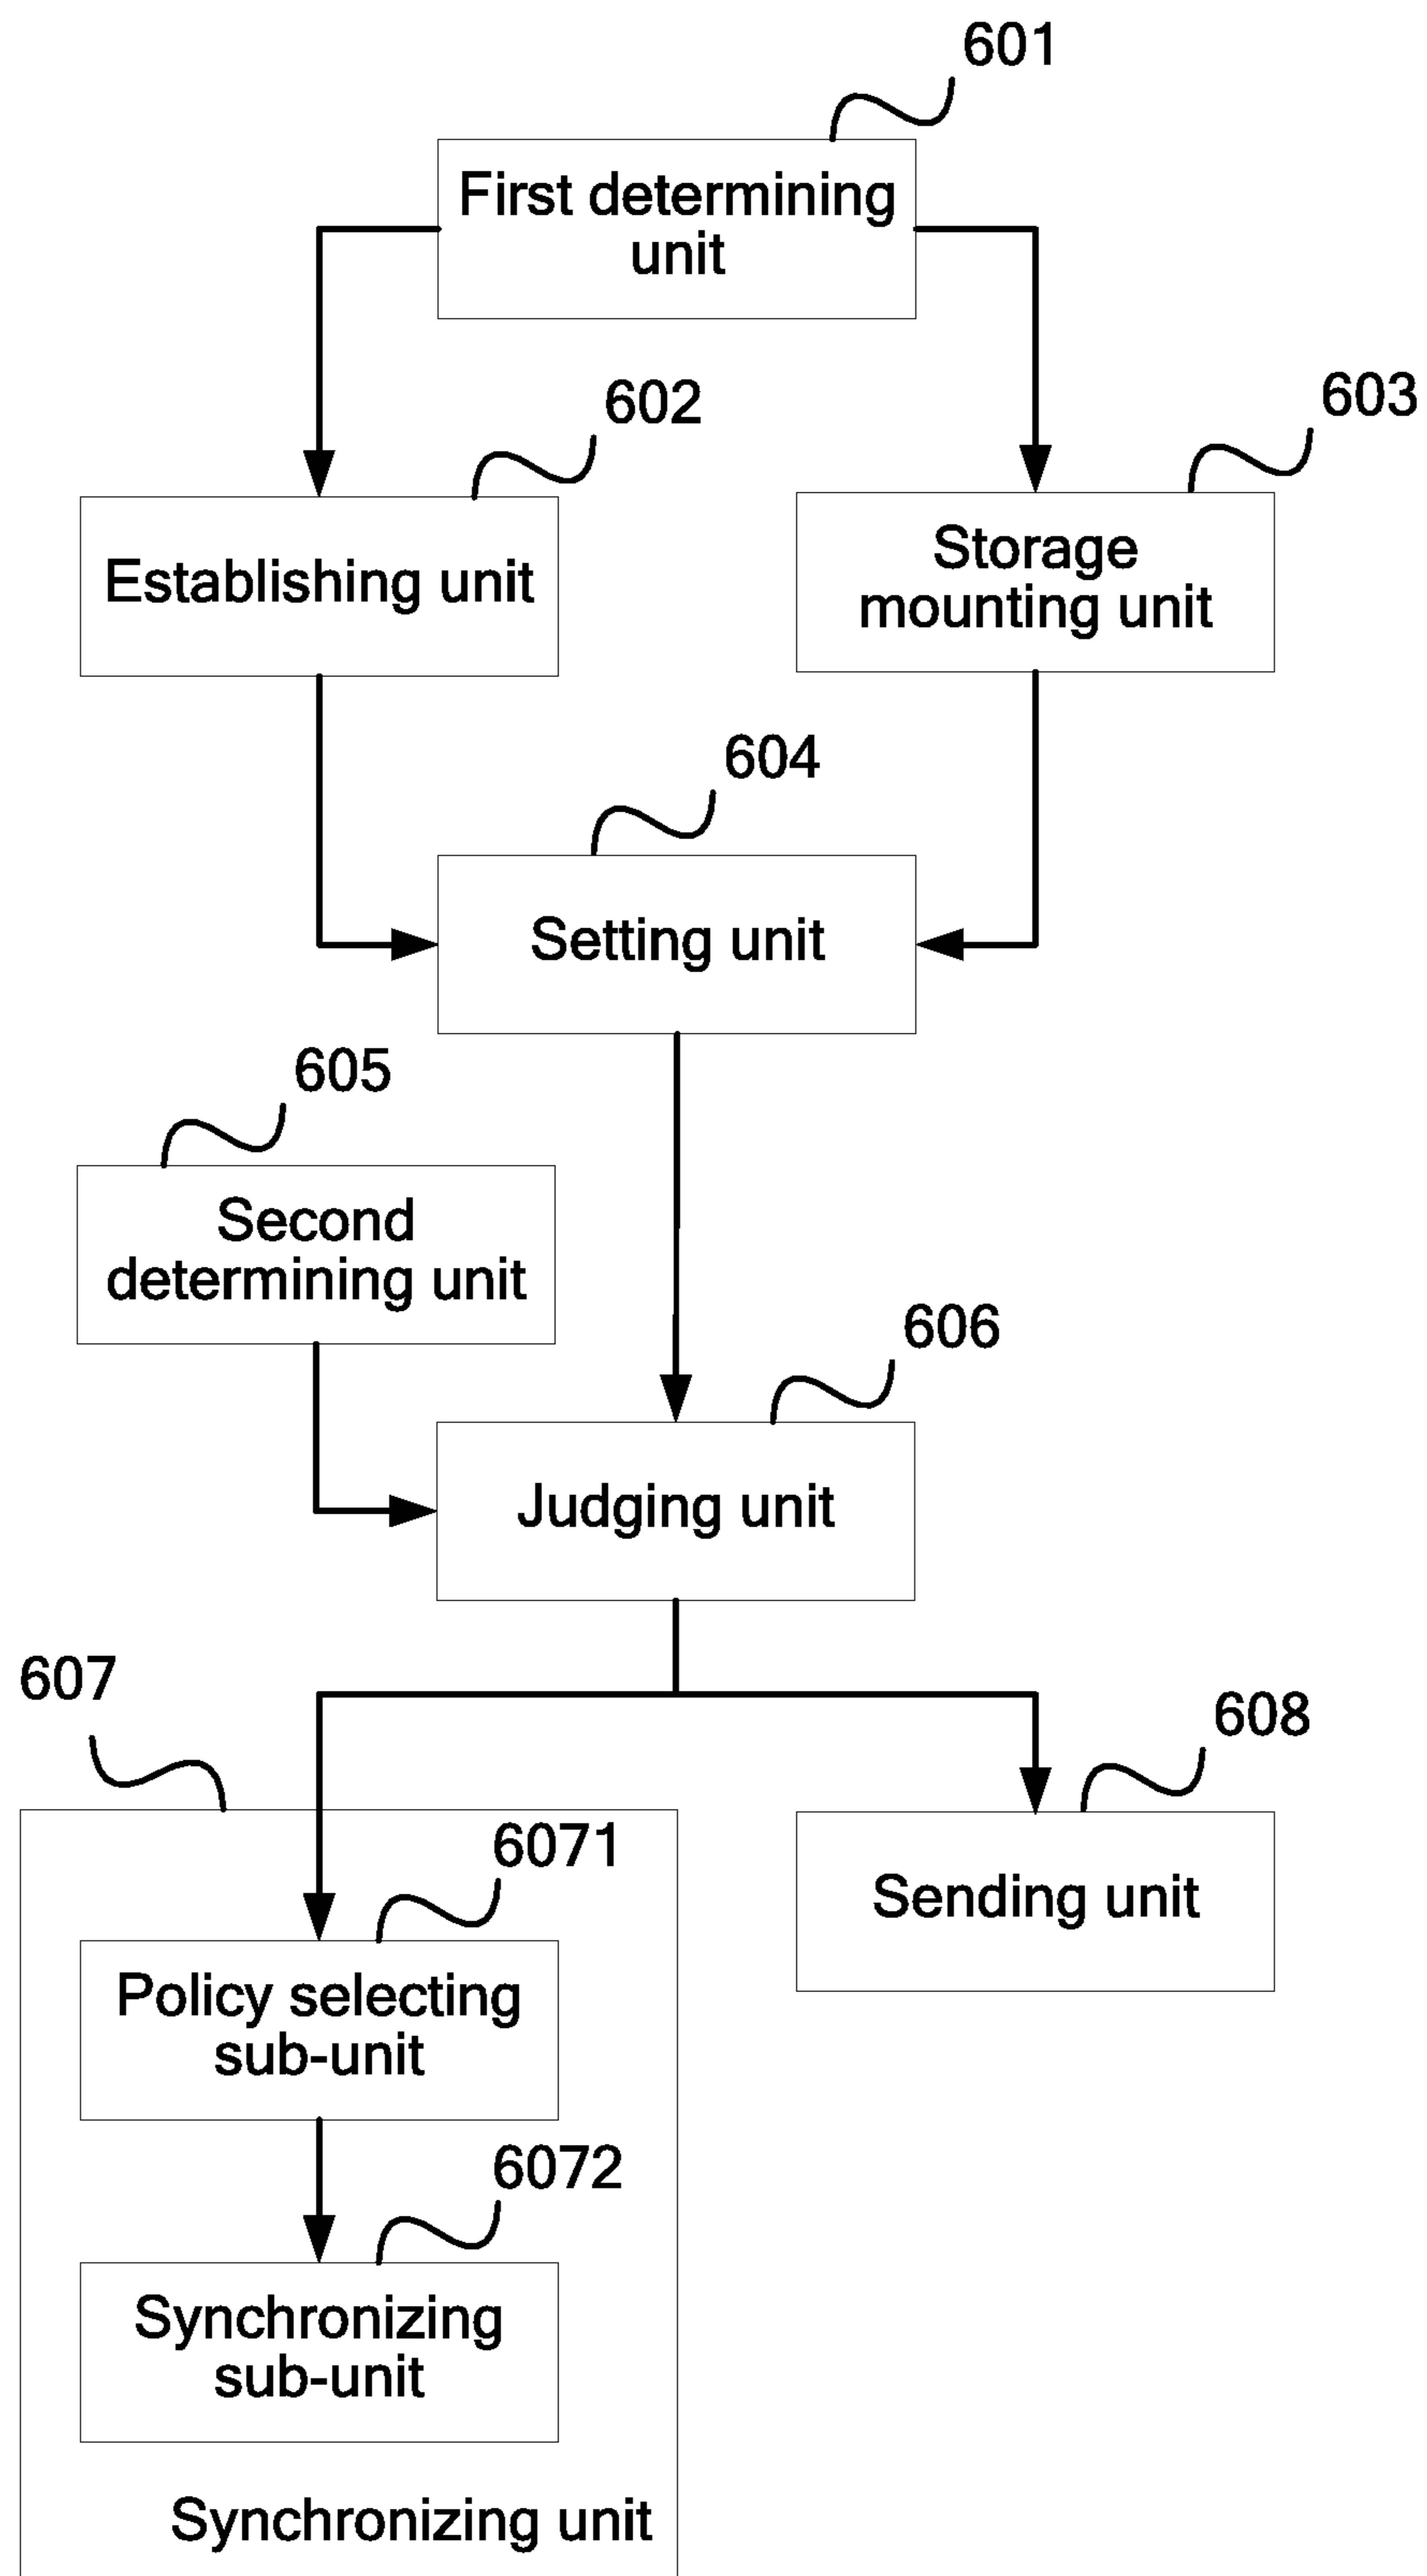 601
First determining
unit
602
603
Establishing unit
Storage
mounting unit
604
Setting unit
605
Second
determining unit
606
Judging unit
607
608
6071
Policy selecting
sub-unit
Sending unit
6072
Synchronizing
sub-unit
Synchronizing unit